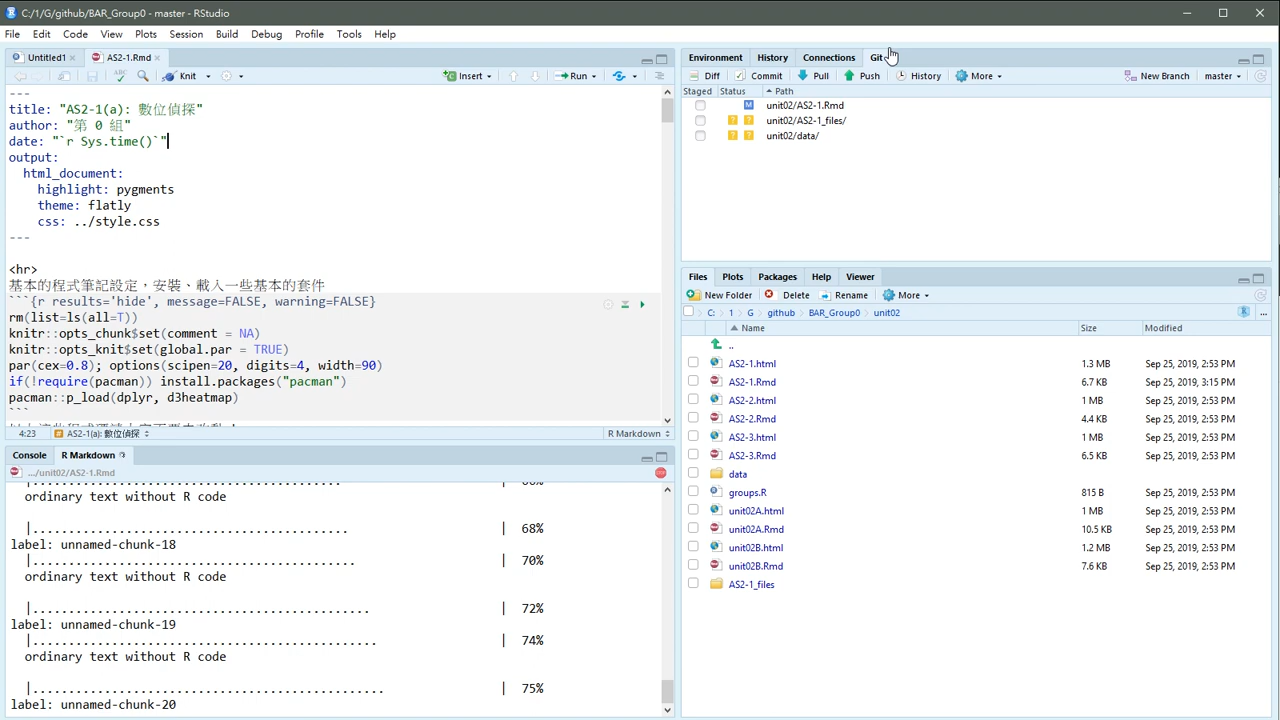 C:/1/G/github/BAR_Group0 - master - RStudio
File Edit Code View Plots Session Build Debug Profile Tools Help
Untitled1 AS2-1.Rmd
Knit Insert Run
---
title: "AS2-1(a): 數位偵探"
author: "第 0 組"
date: "`r Sys.time()`"
output:
html_document:
highlight: pygments
theme: flatly
css: ../style.css
---
<hr>
基本的程式筆記設定，安裝、載入一些基本的套件
```{r results='hide', message=FALSE, warning=FALSE}
rm(list=ls(all=T))
knitr::opts_chunk$set(comment = NA)
knitr::opts_knit$set(global.par = TRUE)
par(cex=0.8); options(scipen=20, digits=4, width=90)
if(!require(pacman)) install.packages("pacman")
pacman::p_load(dplyr, d3heatmap)
```
4:23 AS2-1(a): 數位偵探 R Markdown
Console R Markdown
.../unit02/AS2-1.Rmd
ordinary text without R code
|................................................. | 68%
label: unnamed-chunk-18
|.................................................. | 70%
ordinary text without R code
|.................................................... | 72%
label: unnamed-chunk-19
|..................................................... | 74%
ordinary text without R code
|...................................................... | 75%
label: unnamed-chunk-20
Environment History Connections Git
Diff Commit Pull Push History More New Branch master
Staged Status Path
M unit02/AS2-1.Rmd
? ? unit02/AS2-1_files/
? ? unit02/data/
Files Plots Packages Help Viewer
New Folder Delete Rename More
C: 1 G github BAR_Group0 unit02 ...
Name Size Modified
..
AS2-1.html 1.3 MB Sep 25, 2019, 2:53 PM
AS2-1.Rmd 6.7 KB Sep 25, 2019, 3:15 PM
AS2-2.html 1 MB Sep 25, 2019, 2:53 PM
AS2-2.Rmd 4.4 KB Sep 25, 2019, 2:53 PM
AS2-3.html 1 MB Sep 25, 2019, 2:53 PM
AS2-3.Rmd 6.5 KB Sep 25, 2019, 2:53 PM
data
groups.R 815 B Sep 25, 2019, 2:53 PM
unit02A.html 1 MB Sep 25, 2019, 2:53 PM
unit02A.Rmd 10.5 KB Sep 25, 2019, 2:53 PM
unit02B.html 1.2 MB Sep 25, 2019, 2:53 PM
unit02B.Rmd 7.6 KB Sep 25, 2019, 2:53 PM
AS2-1_files